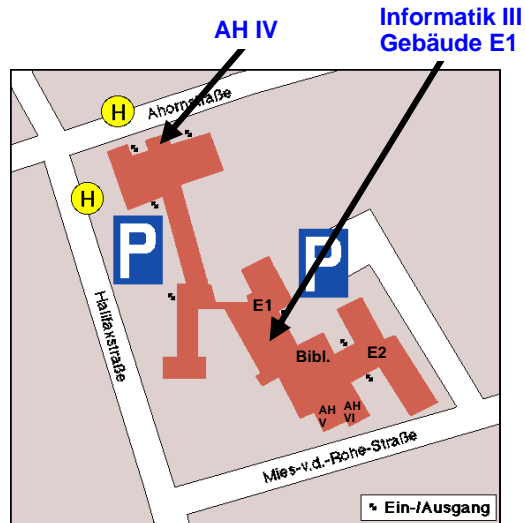 AH IV
Informatik III
Gebäude E1
H
Ahornstraße
H
P
P
Halifaxstraße
E1
Bibl.
E2
AH
V
AH
VI
Mies-v.d.-Rohe-Straße
Ein-/Ausgang